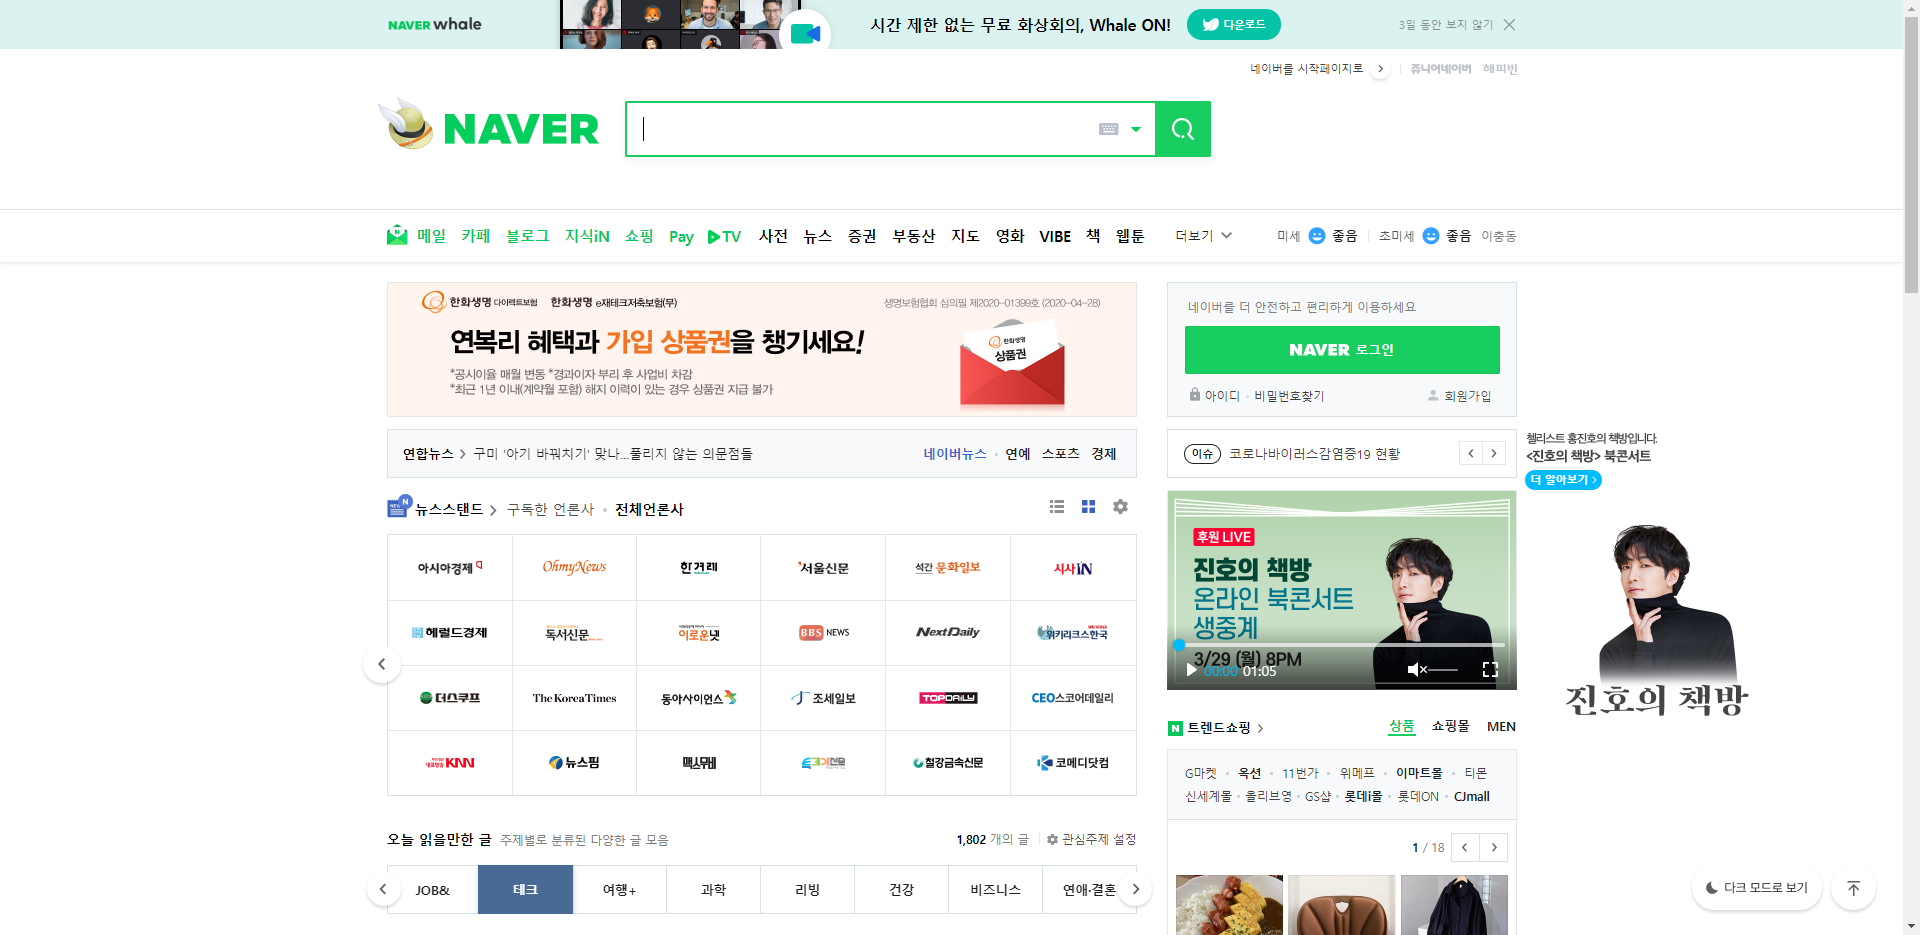 NAVER whale
시간 제한 없는 무료 화상회의, Whale ON!
다운로드
3일 동안 보지 않기
네이버를 시작페이지로
쥬니어네이버 해피빈
NAVER
메일 카페 블로그 지식iN 쇼핑 Pay TV 사전 뉴스 증권 부동산 지도 영화 VIBE 책 웹툰 더보기
미세 좋음 초미세 좋음 이충동
한화생명 다이렉트보험 한화생명 e재테크저축보험(무)
생명보험협회 심의필 제2020-01399호 (2020-04-28)
연복리 혜택과 가입 상품권을 챙기세요!
*공시이율 매월 변동 *경과이자 부리 후 사업비 차감
*최근 1년 이내(계약월 포함) 해지 이력이 있는 경우 상품권 지급 불가
한화생명
상품권
네이버를 더 안전하고 편리하게 이용하세요
NAVER 로그인
아이디 · 비밀번호찾기
회원가입
연합뉴스 > 구미 '아기 바꿔치기' 맞나...풀리지 않는 의문점들
네이버뉴스 · 연예 스포츠 경제
이슈 코로나바이러스감염증19 현황
첼리스트 홍진호의 책방입니다.
<진호의 책방> 북콘서트
더 알아보기 >
진호의 책방
뉴스스탠드 > 구독한 언론사 · 전체언론사
아시아경제 OhmyNews 한겨레 서울신문 석간 문화일보 시사IN
헤럴드경제 독서신문 이로운넷 BBS NEWS NextDaily 위키리크스한국
더스쿠프 The Korea Times 동아사이언스 조세일보 TOPDAILY CEO스코어데일리
KNN 뉴스핌 맥스무비 특허신문 철강금속신문 코메디닷컴
후원 LIVE
진호의 책방
온라인 북콘서트
생중계
3/29 (월) 8PM
00:00 01:05
트렌드쇼핑 >
상품 쇼핑몰 MEN
G마켓 · 옥션 · 11번가 · 위메프 · 이마트몰 · 티몬
신세계몰 · 올리브영 · GS샵 · 롯데i몰 · 롯데ON · CJmall
1 / 18
오늘 읽을만한 글 주제별로 분류된 다양한 글 모음
1,802 개의 글 관심주제 설정
JOB& 테크 여행+ 과학 리빙 건강 비즈니스 연애·결혼
다크 모드로 보기